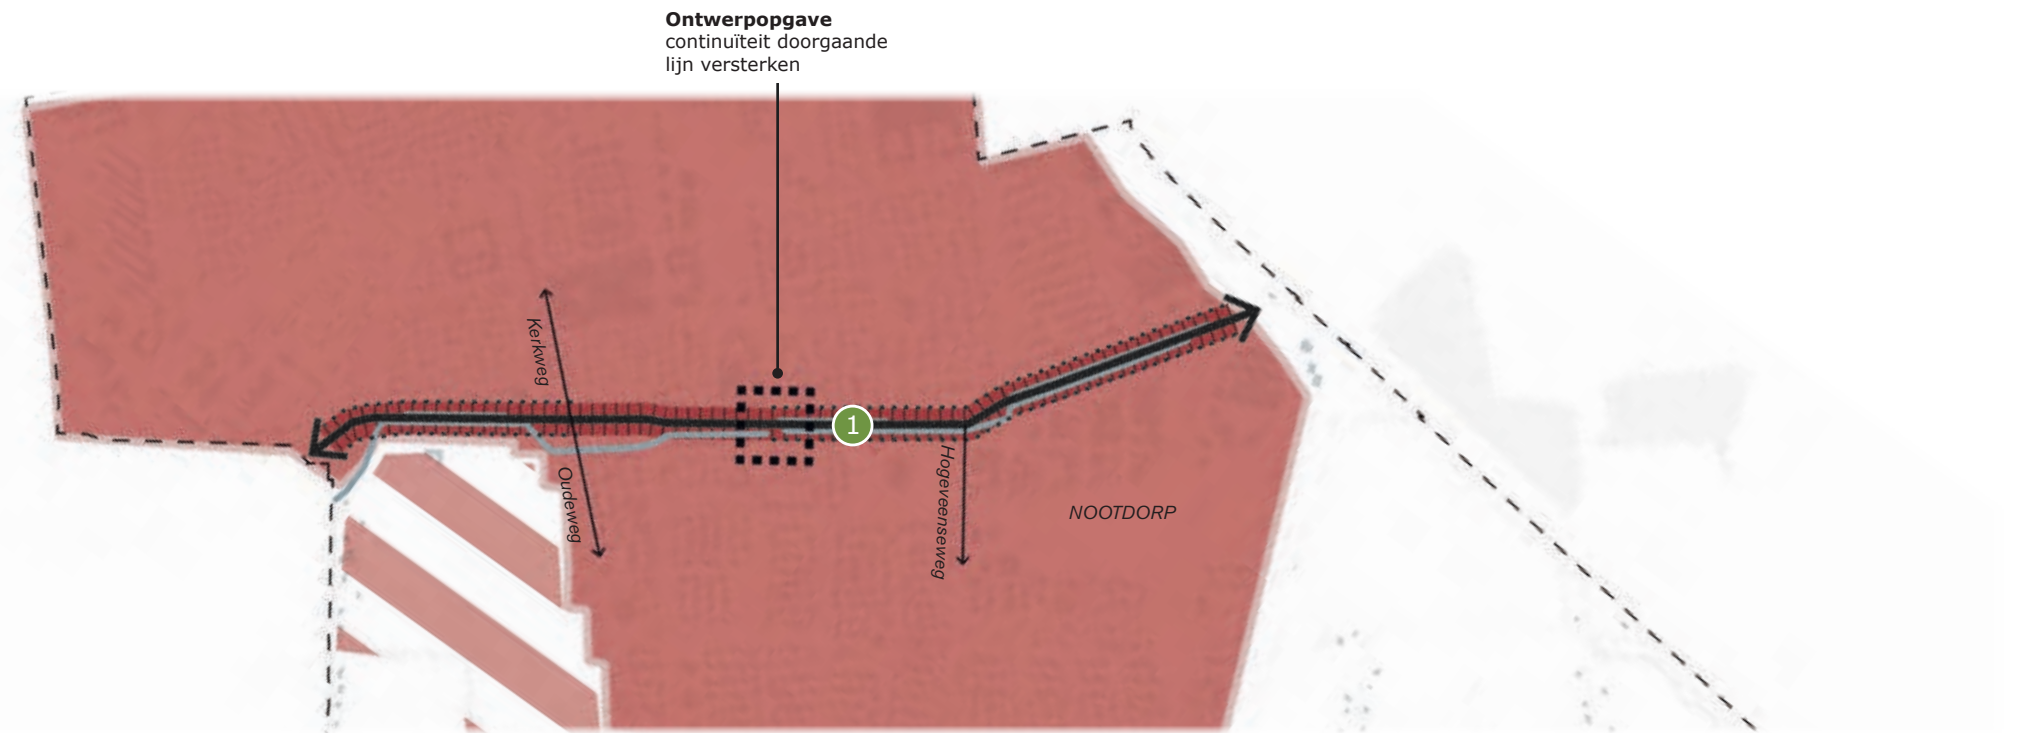 Ontwerpopgave
continuïteit doorgaande
lijn versterken
Kerkweg
1
Oudeweg
Hogeveenseweg
NOOTDORP